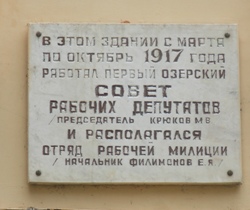 В ЭТОМ ЗДАНИИ С МАРТА
ПО ОКТЯБРЬ 1917 ГОДА
РАБОТАЛ ПЕРВЫЙ ОЗЕРСКИЙ
СОВЕТ
РАБОЧИХ ДЕПУТАТОВ
/ПРЕДСЕДАТЕЛЬ КРЮКОВ М.В.
И РАСПОЛАГАЛСЯ
ОТРЯД РАБОЧЕЙ МИЛИЦИИ
/НАЧАЛЬНИК ФИЛИМОНОВ Е.Я./